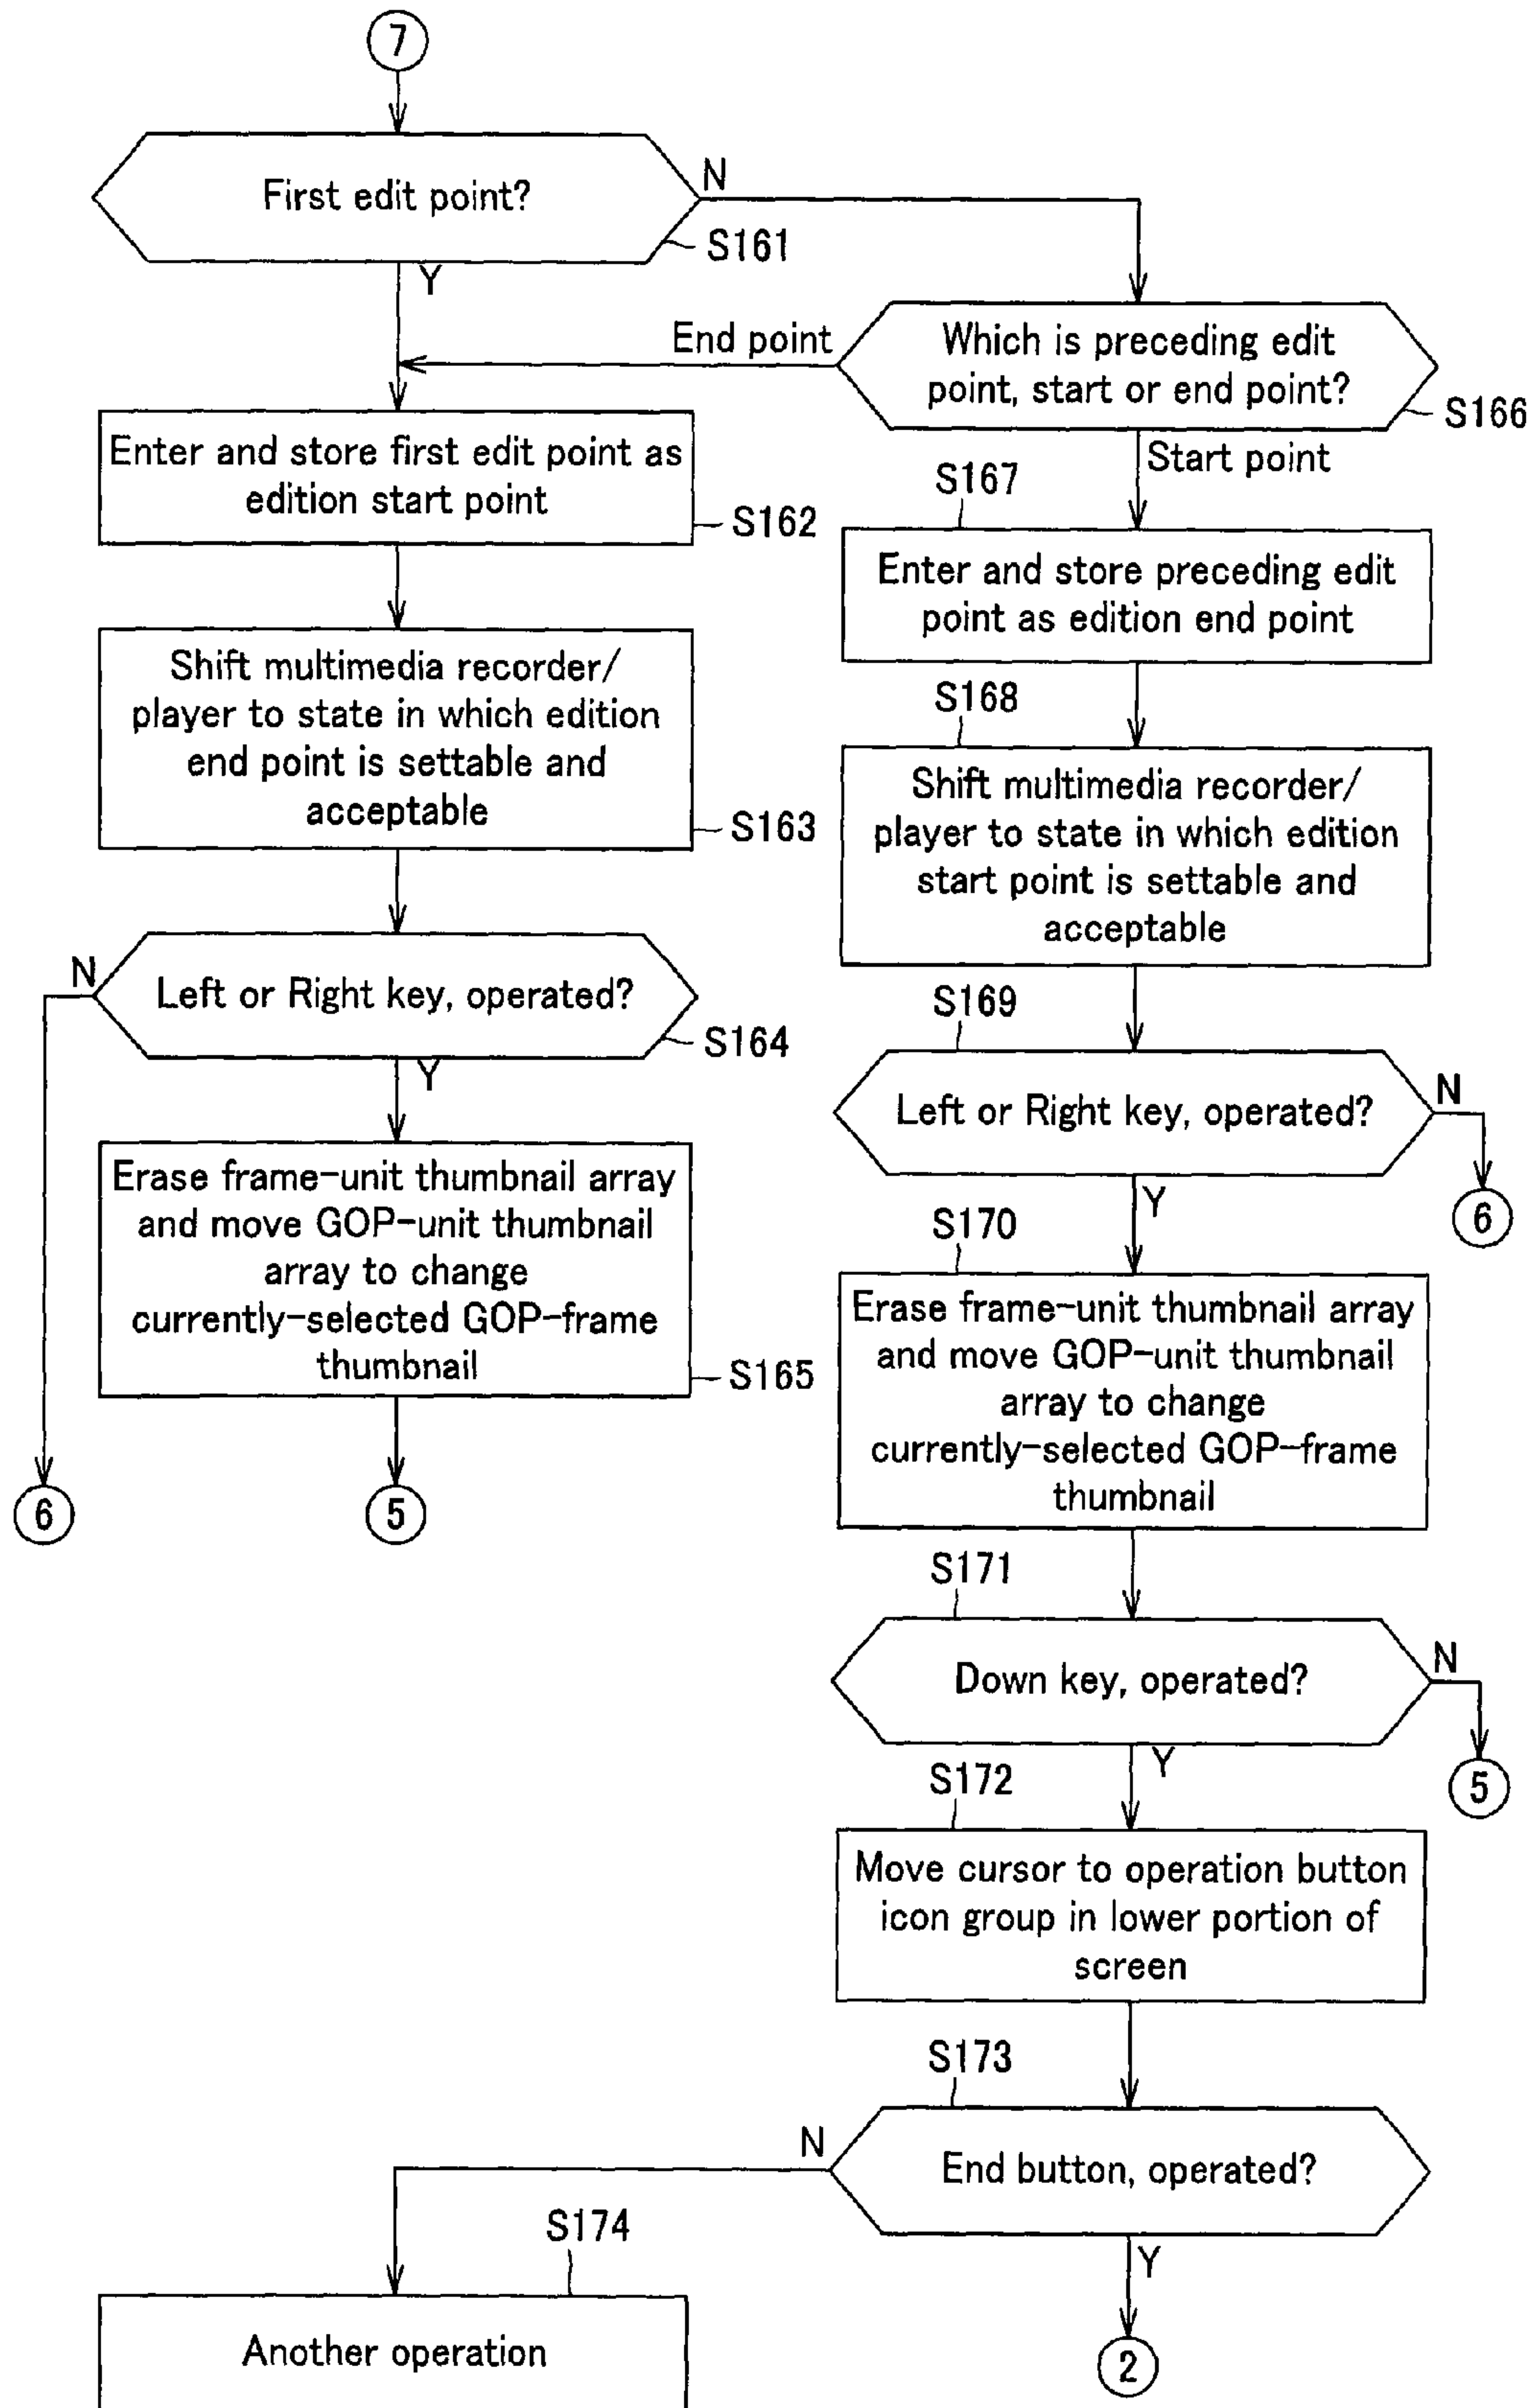 7
First edit point?
N
S161
Y
End point
Which is preceding edit
point, start or end point?
S166
Start point
Enter and store first edit point as
edition start point
S162
S167
Enter and store preceding edit
point as edition end point
Shift multimedia recorder/
player to state in which edition
end point is settable and
acceptable
S163
S168
Shift multimedia recorder/
player to state in which edition
start point is settable and
acceptable
N
Left or Right key, operated?
S164
Y
S169
Left or Right key, operated?
N
6
Y
Erase frame-unit thumbnail array
and move GOP-unit thumbnail
array to change
currently-selected GOP-frame
thumbnail
S165
6
5
S170
Erase frame-unit thumbnail array
and move GOP-unit thumbnail
array to change
currently-selected GOP-frame
thumbnail
S171
Down key, operated?
N
5
Y
S172
Move cursor to operation button
icon group in lower portion of
screen
S173
End button, operated?
N
Y
2
S174
Another operation